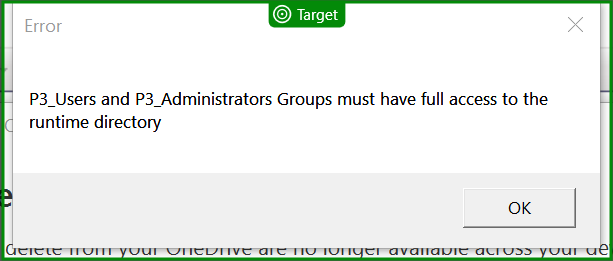 Target
Error
P3_Users and P3_Administrators Groups must have full access to the
runtime directory
OK
delete from your OneDrive are no longer available across your de